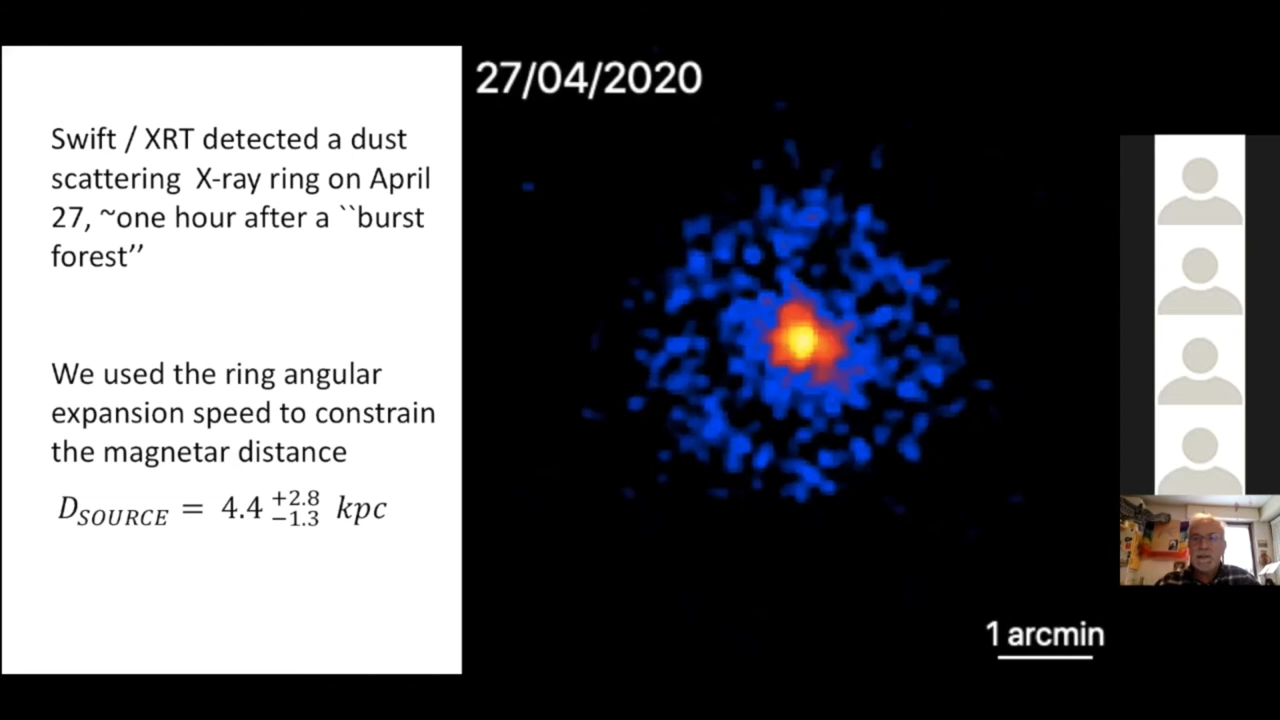 27/04/2020
Swift / XRT detected a dust
scattering X-ray ring on April
27, ~one hour after a ``burst
forest’’
We used the ring angular
expansion speed to constrain
the magnetar distance
D_SOURCE = 4.4 +2.8 −1.3 kpc
1 arcmin